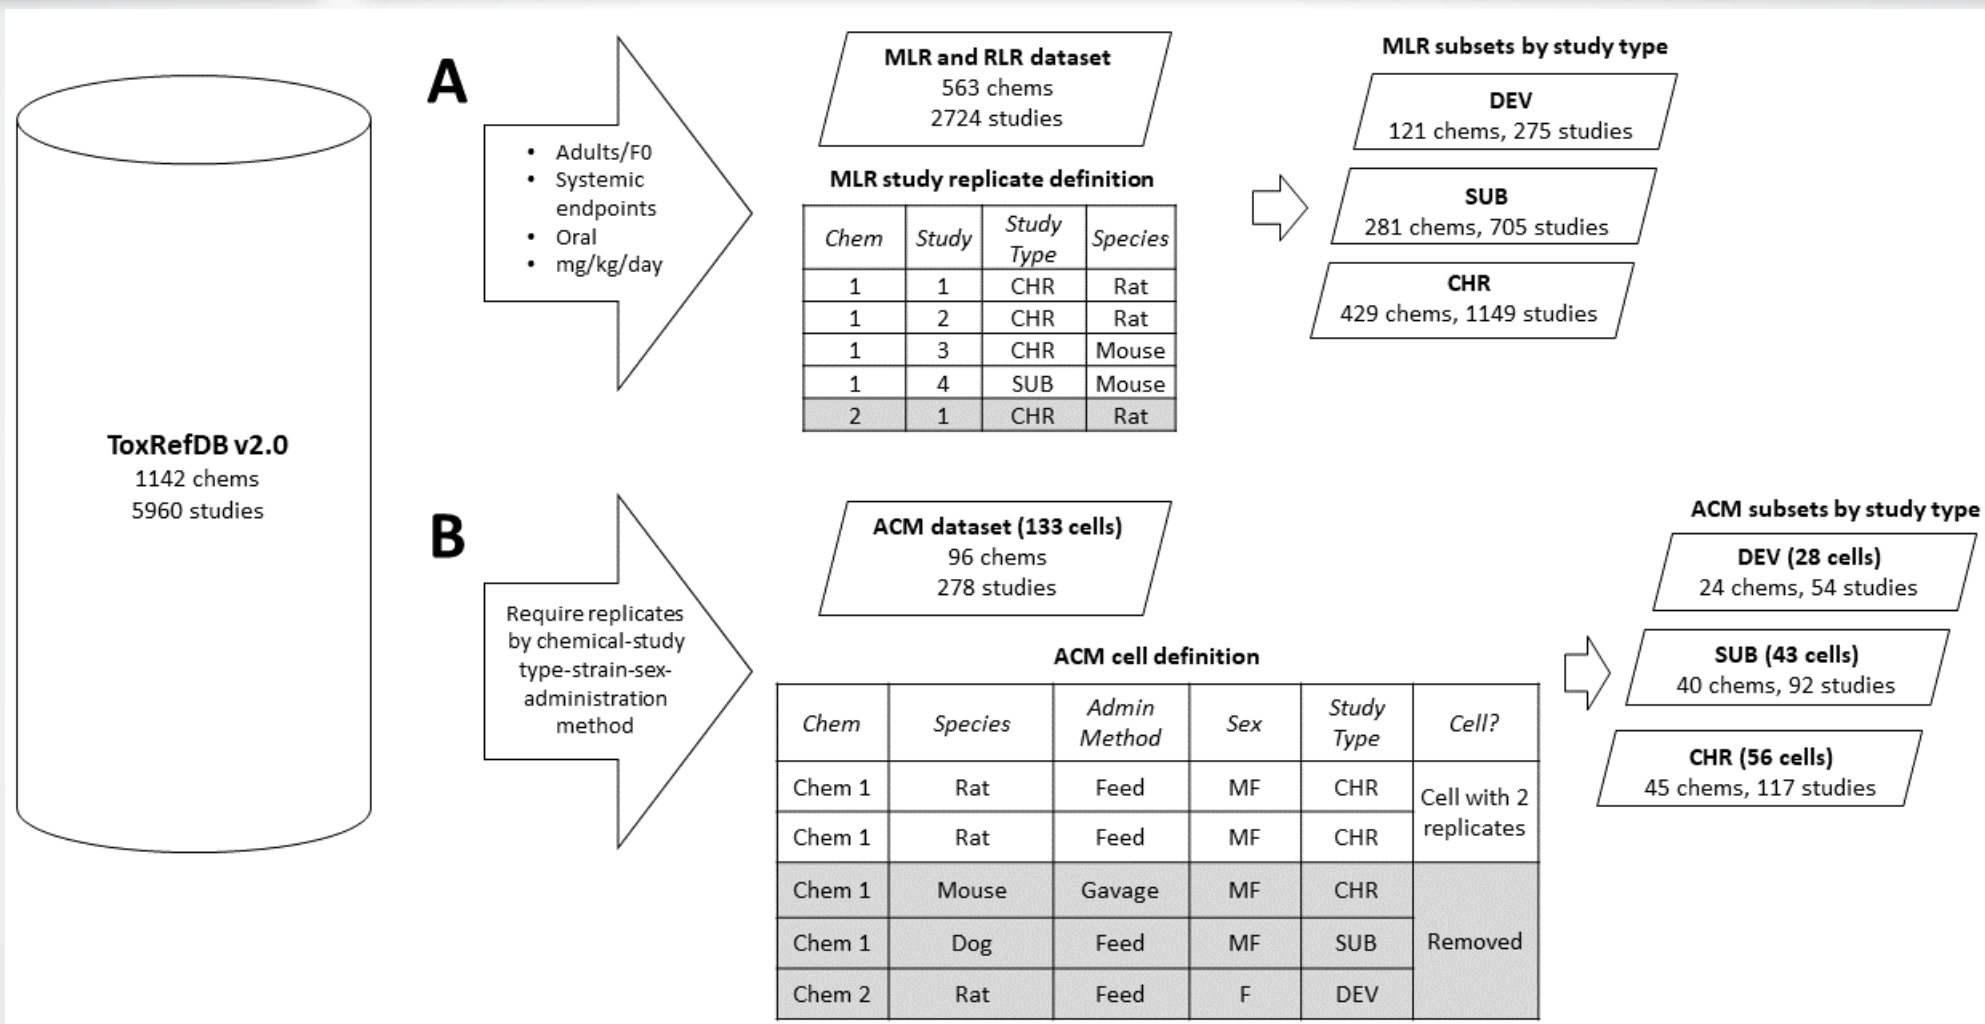 ToxRefDB v2.0
1142 chems
5960 studies
A
• Adults/F0
• Systemic
endpoints
• Oral
• mg/kg/day
MLR and RLR dataset
563 chems
2724 studies
MLR study replicate definition
Chem Study Study Type Species
1 1 CHR Rat
1 2 CHR Rat
1 3 CHR Mouse
1 4 SUB Mouse
2 1 CHR Rat
MLR subsets by study type
DEV
121 chems, 275 studies
SUB
281 chems, 705 studies
CHR
429 chems, 1149 studies
B
Require replicates
by chemical-study
type-strain-sex-
administration
method
ACM dataset (133 cells)
96 chems
278 studies
ACM cell definition
Chem Species Admin Method Sex Study Type Cell?
Chem 1 Rat Feed MF CHR
Chem 1 Rat Feed MF CHR
Cell with 2
replicates
Chem 1 Mouse Gavage MF CHR
Chem 1 Dog Feed MF SUB
Chem 2 Rat Feed F DEV
Removed
ACM subsets by study type
DEV (28 cells)
24 chems, 54 studies
SUB (43 cells)
40 chems, 92 studies
CHR (56 cells)
45 chems, 117 studies